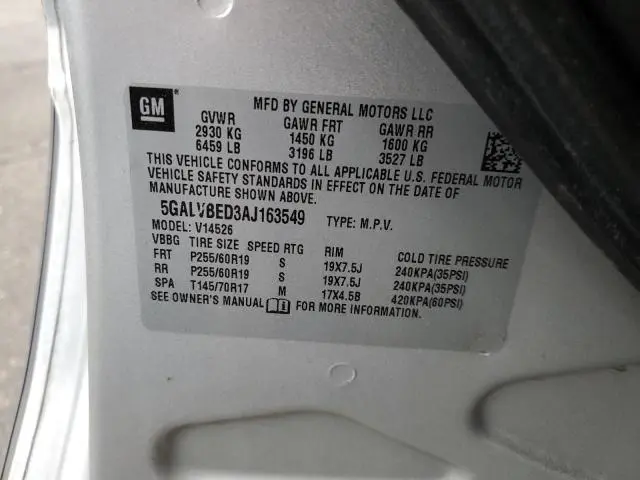 GM
MFD BY GENERAL MOTORS LLC
GVWR GAWR FRT GAWR RR
2930 KG 1450 KG 1600 KG
6459 LB 3196 LB 3527 LB
THIS VEHICLE CONFORMS TO ALL APPLICABLE U.S. FEDERAL MOTOR
VEHICLE SAFETY STANDARDS IN EFFECT ON THE DATE OF
MANUFACTURE SHOWN ABOVE.
5GALVBED3AJ163549 TYPE: M.P.V.
MODEL: V14526
VBBG TIRE SIZE SPEED RTG RIM COLD TIRE PRESSURE
FRT P255/60R19 S 19X7.5J 240KPA(35PSI)
RR P255/60R19 S 19X7.5J 240KPA(35PSI)
SPA T145/70R17 M 17X4.5B 420KPA(60PSI)
SEE OWNER'S MANUAL FOR MORE INFORMATION.